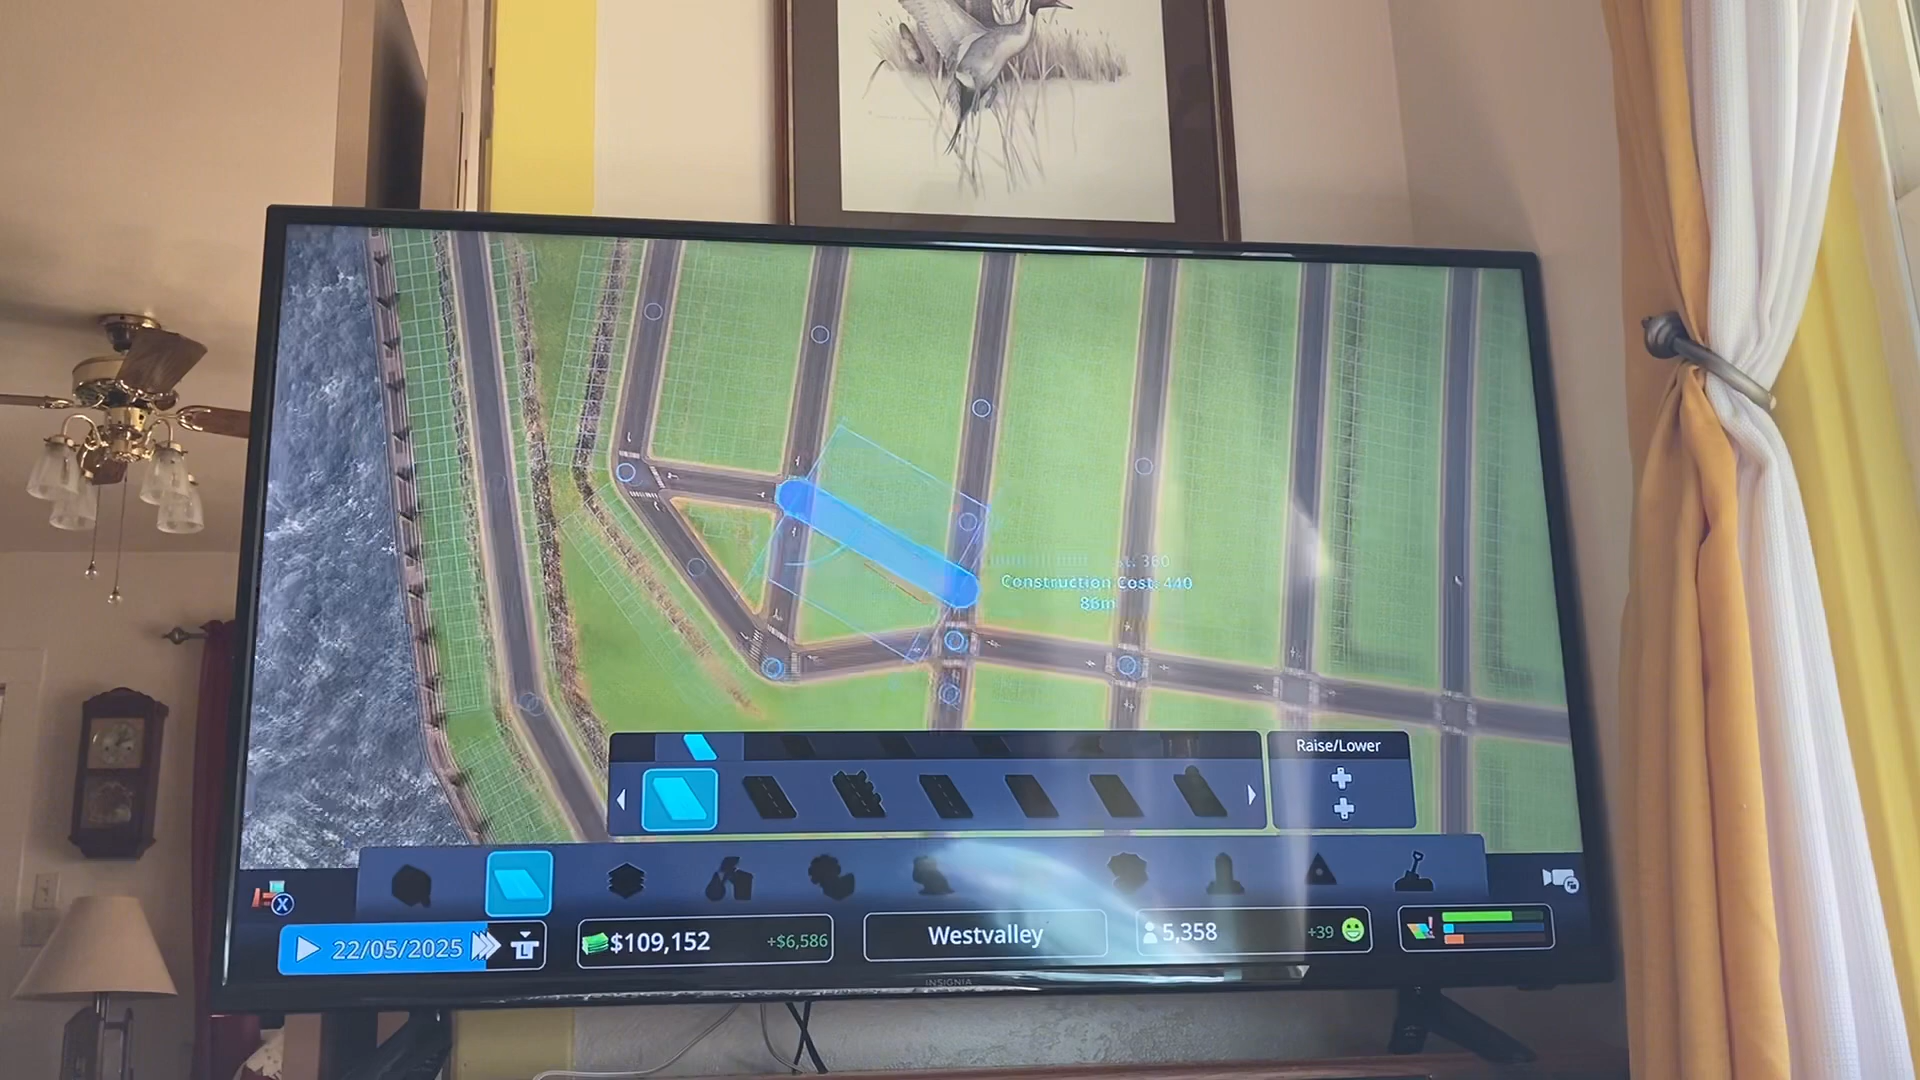 Construction Cost: 440
86m
Raise/Lower
X
22/05/2025
L
$109,152
+$6,586
Westvalley
5,358
+39
INSIGNIA